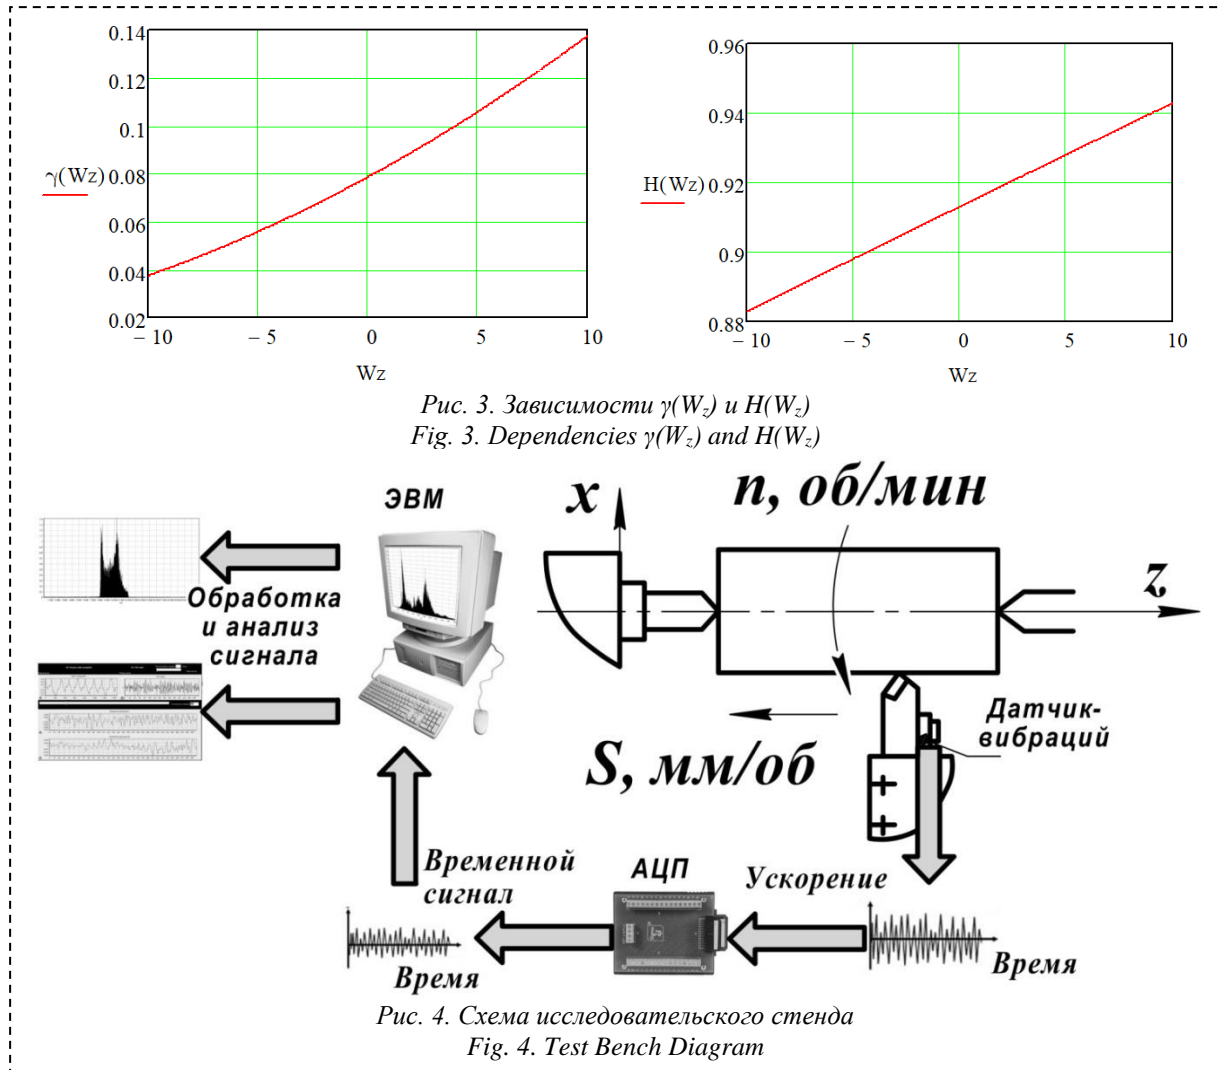 0.14
0.12
0.1
γ(Wz) 0.08
0.06
0.04
0.02
− 10 − 5 0 5 10
Wz
0.96
0.94
H(Wz) 0.92
0.9
0.88
− 10 − 5 0 5 10
Wz
Рис. 3. Зависимости γ(Wz) и H(Wz)
Fig. 3. Dependencies γ(Wz) and H(Wz)
ЭВМ
x
n, об/мин
z
Обработка
и анализ
сигнала
Датчик-
вибраций
S, мм/об
Временной
сигнал
АЦП
Ускорение
Время
Время
Рис. 4. Схема исследовательского стенда
Fig. 4. Test Bench Diagram